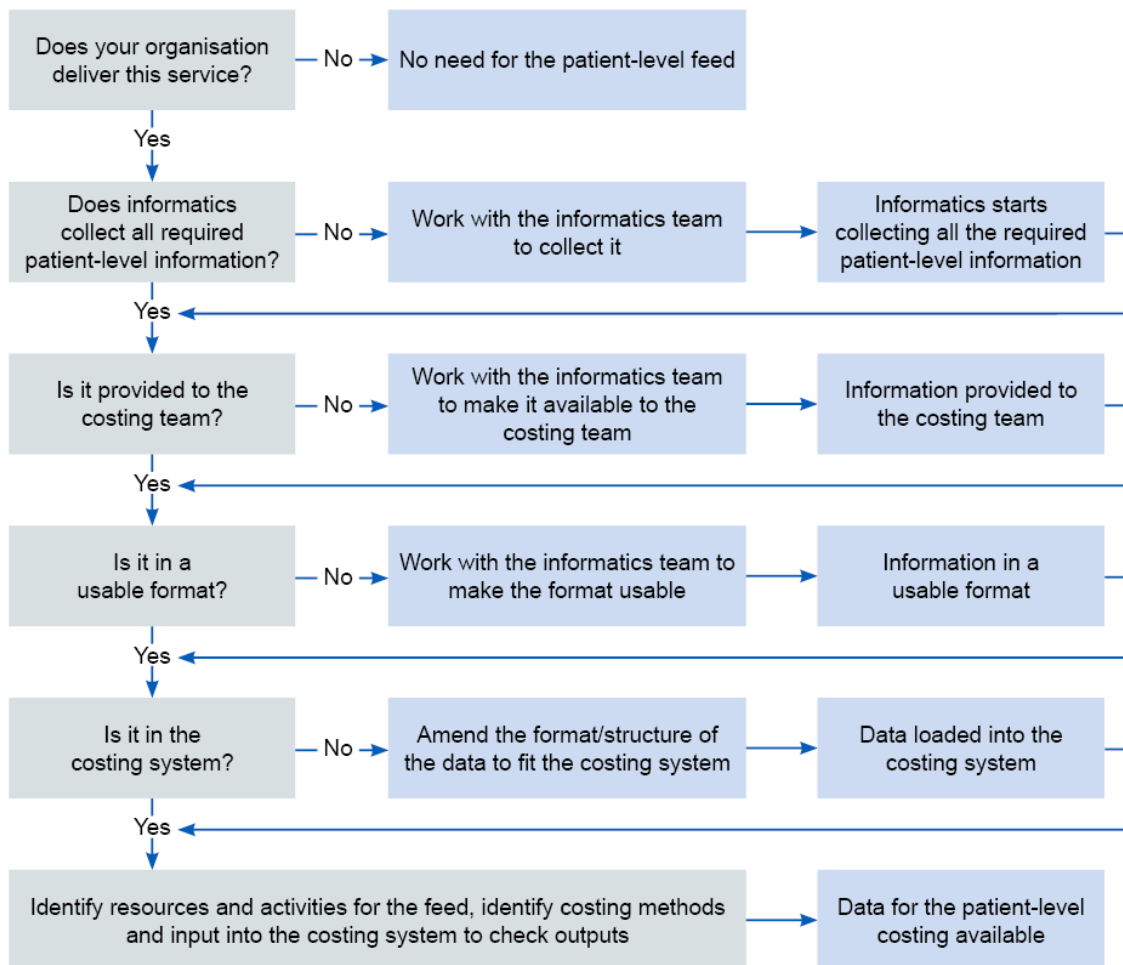 Does your organisation
deliver this service?
No
No need for the patient-level feed
Yes
Does informatics
collect all required
patient-level information?
No
Work with the informatics team
to collect it
Informatics starts
collecting all the required
patient-level information
Yes
Is it provided to the
costing team?
No
Work with the informatics team
to make it available to the
costing team
Information provided to
the costing team
Yes
Is it in a
usable format?
No
Work with the informatics team to
make the format usable
Information in a
usable format
Yes
Is it in the
costing system?
No
Amend the format/structure of
the data to fit the costing system
Data loaded into the
costing system
Yes
Identify resources and activities for the feed, identify costing methods
and input into the costing system to check outputs
Data for the patient-level
costing available